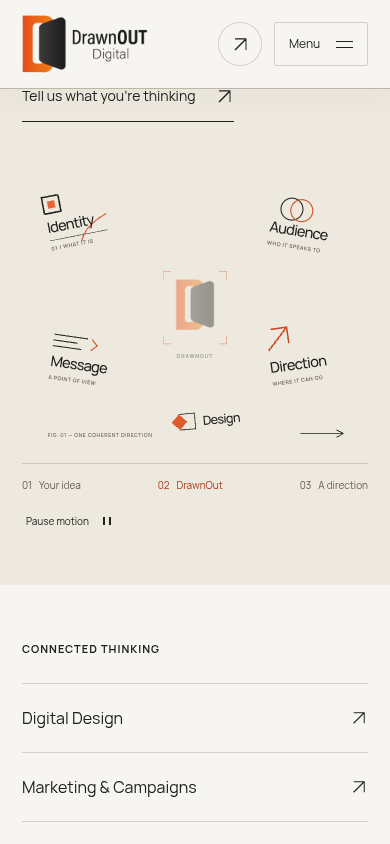 DrawnOUT
Digital
Menu
Tell us what you're thinking
Identity
01 / WHAT IT IS
Audience
WHO IT SPEAKS TO
DRAWNOUT
Message
A POINT OF VIEW
Direction
WHERE IT CAN GO
Design
FIG. 01 — ONE COHERENT DIRECTION
01 Your idea
02 DrawnOut
03 A direction
Pause motion
CONNECTED THINKING
Digital Design
Marketing & Campaigns